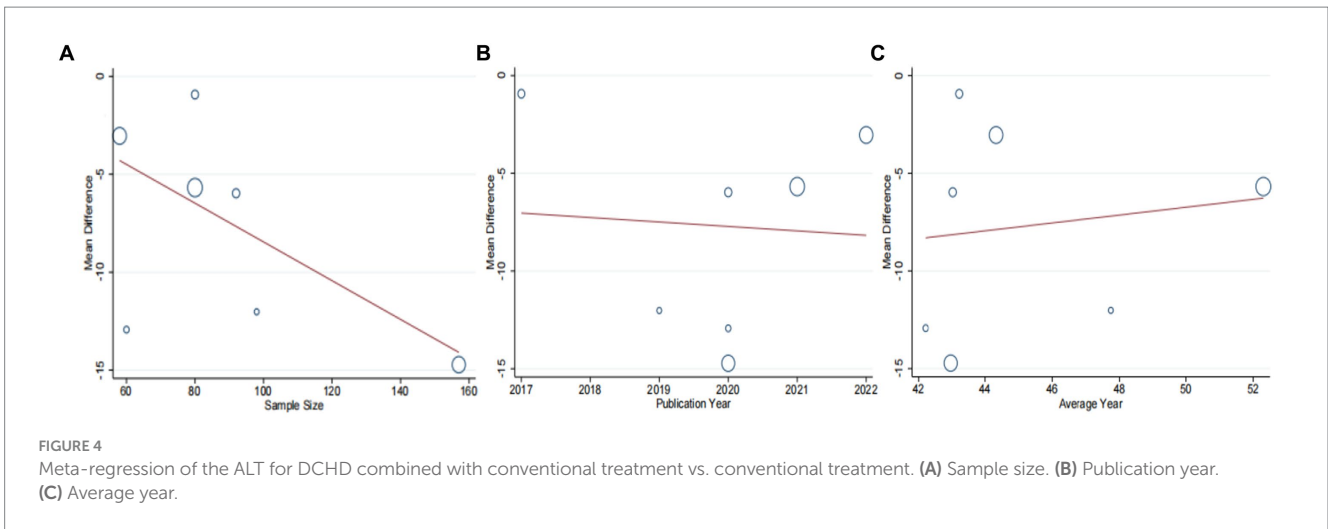 A
B
C
0
-5
-10
-15
Mean Difference
60 80 100 120 140 160
Sample Size
0
-5
-10
-15
Mean Difference
2017 2018 2019 2020 2021 2022
Publication Year
0
-5
-10
-15
Mean Difference
42 44 46 48 50 52
Average Year
FIGURE 4
Meta-regression of the ALT for DCHD combined with conventional treatment vs. conventional treatment. (A) Sample size. (B) Publication year.
(C) Average year.